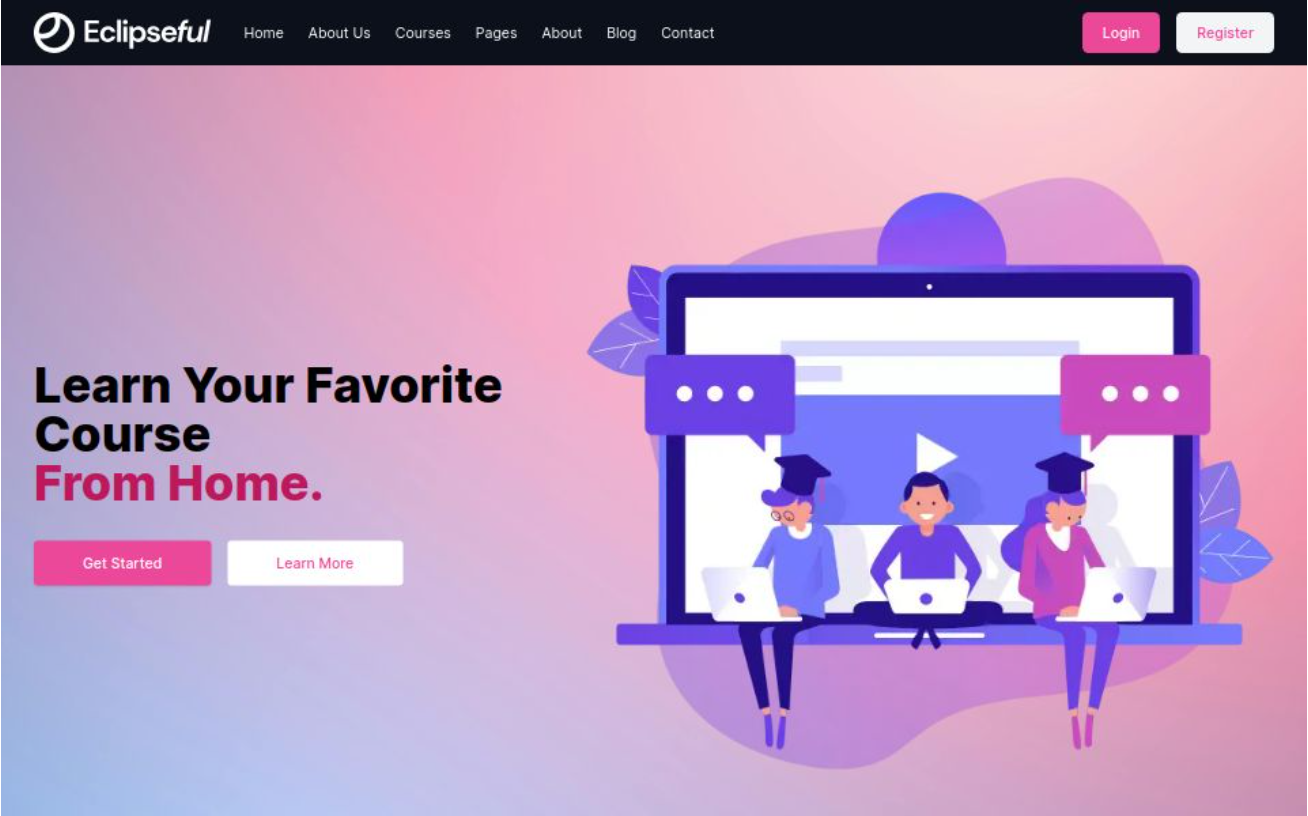 Eclipseful Home About Us Courses Pages About Blog Contact Login Register
Learn Your Favorite
Course
From Home.
Get Started Learn More